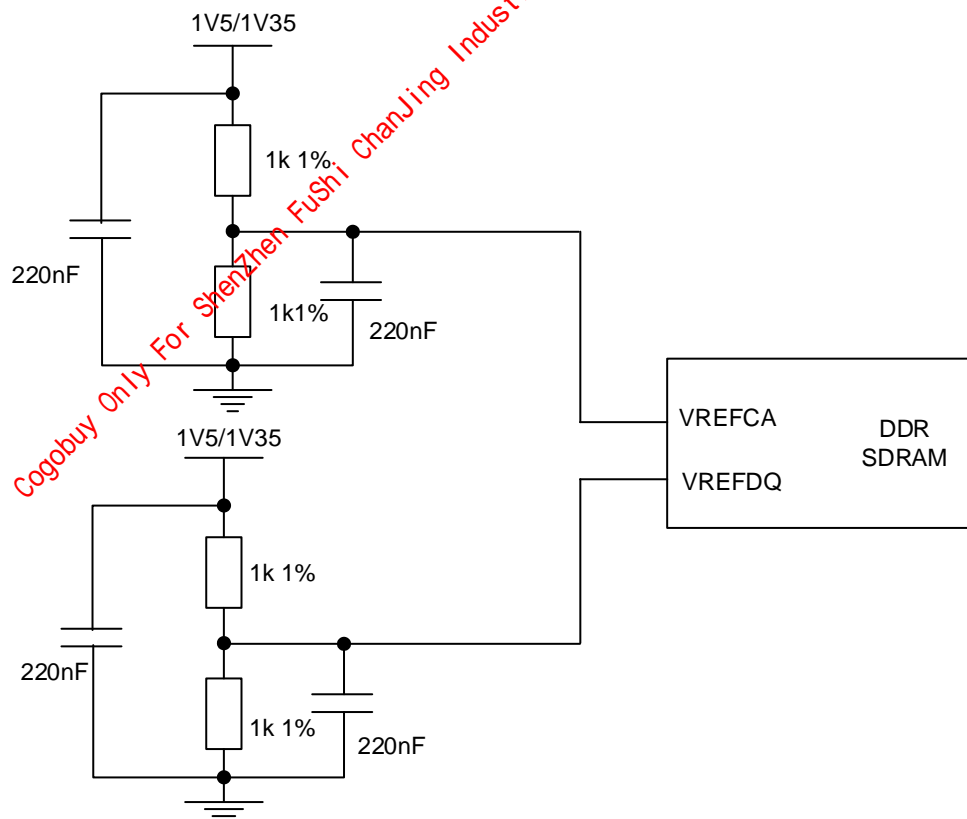 1V5/1V35
1k 1%
220nF
1k1%
220nF
Cogobuy Only For ShenZhen FuShi ChanJing Indust
VREFCA
DDR
SDRAM
VREFDQ
1V5/1V35
1k 1%
220nF
1k 1%
220nF